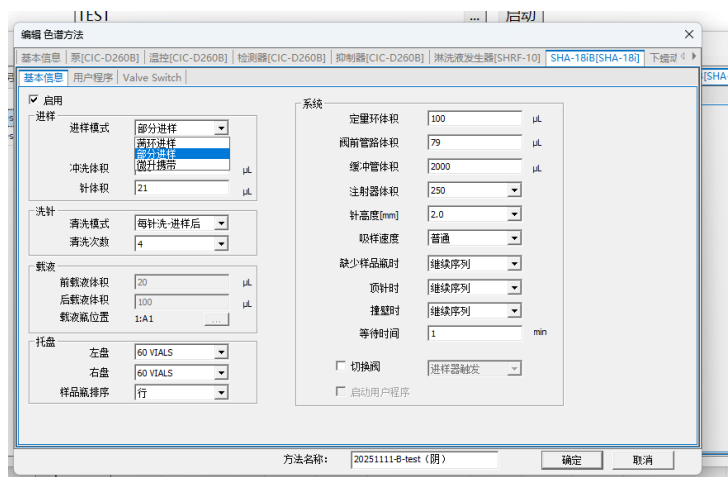 TEST
... 启动
编辑 色谱方法
基本信息 泵[CIC-D260B] 温控[CIC-D260B] 检测器[CIC-D260B] 抑制器[CIC-D260B] 淋洗液发生器[SHRF-10] SHA-18iB[SHA-18i]
基本信息 用户程序 Valve Switch
启用
进样
进样模式 部分进样
满环进样
部分进样
微升携带
冲洗体积 μL
针体积 21 μL
洗针
清洗模式 每针洗-进样后
清洗次数 4
载液
前载液体积 20 μL
后载液体积 100 μL
载液瓶位置 1:A1 ...
托盘
左盘 60 VIALS
右盘 60 VIALS
样品瓶排序 行
系统
定量环体积 100 μL
阀前管路体积 79 μL
缓冲管体积 2000 μL
注射器体积 250
针高度[mm] 2.0
吸样速度 普通
缺少样品瓶时 继续序列
顶针时 继续序列
撞壁时 继续序列
等待时间 1 min
切换阀 进样器触发
启动用户程序
方法名称: 20251111-B-test（阴） 确定 取消